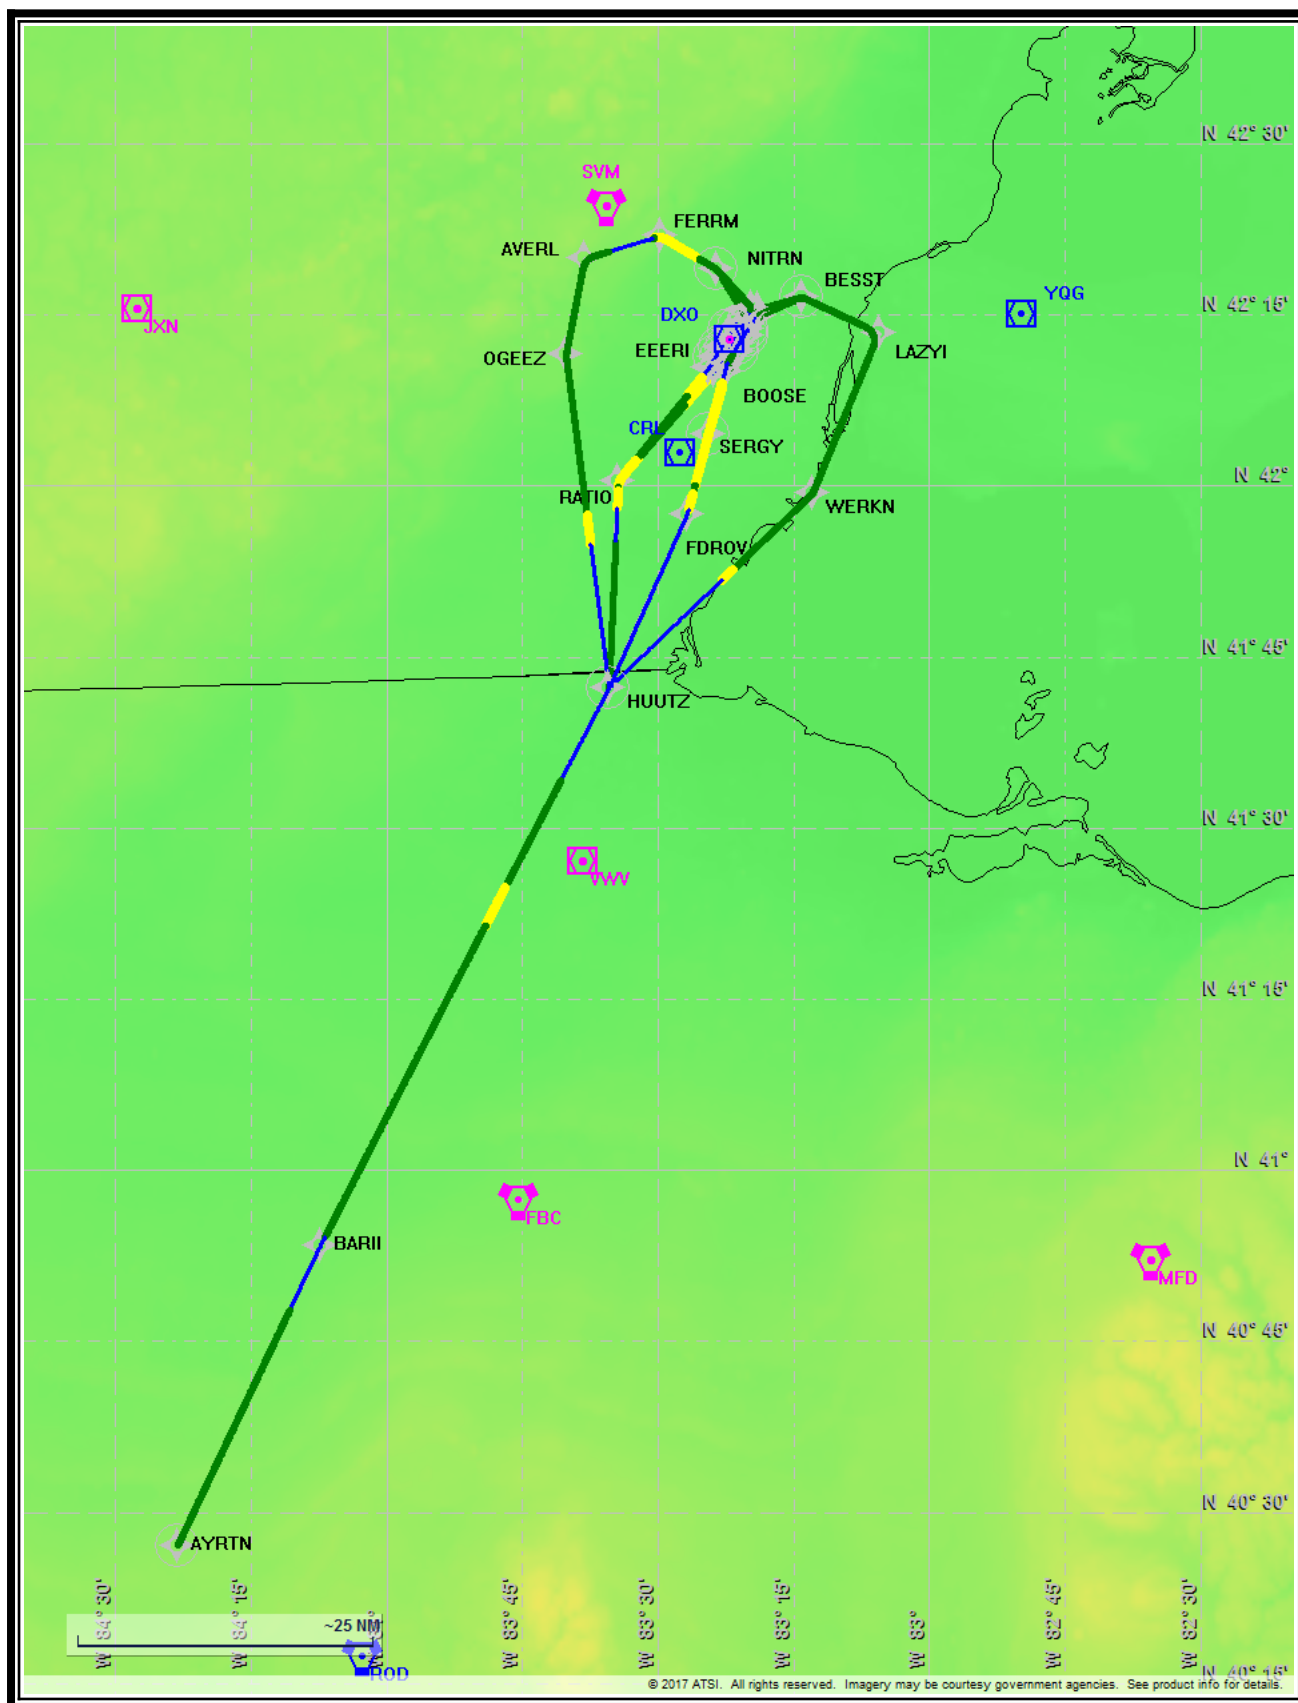 N 42° 30'
SVM
FERRM
AVERL
NITRN
BESST
YQG
DXO
JXN
EEERI
LAZYI
OGEEZ
BOOSE
CRL
SERGY
N 42°
RATIO
WERKN
FDROV
N 42° 15'
N 41° 45'
HUUTZ
N 41° 30'
VWV
N 41° 15'
N 41°
FBC
BARII
MFD
N 40° 45'
N 40° 30'
AYRTN
W 84° 30'
W 84° 15'
W 83° 45'
W 83° 30'
W 83° 15'
W 83°
W 82° 45'
W 82° 30'
~25 NM
ROD
N 40° 15'
© 2017 ATSI. All rights reserved. Imagery may be courtesy government agencies. See product info for details.